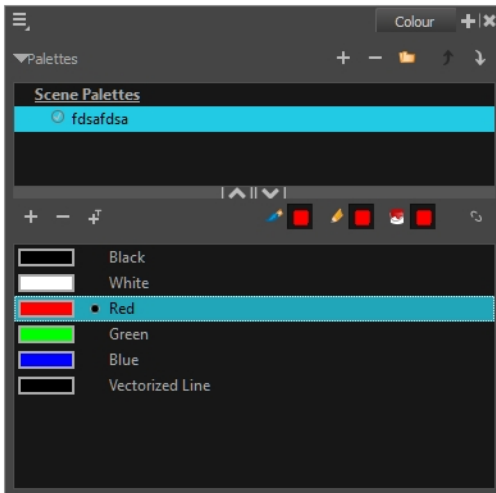 Colour
Palettes
Scene Palettes
fdsafdsa
Black
White
Red
Green
Blue
Vectorized Line